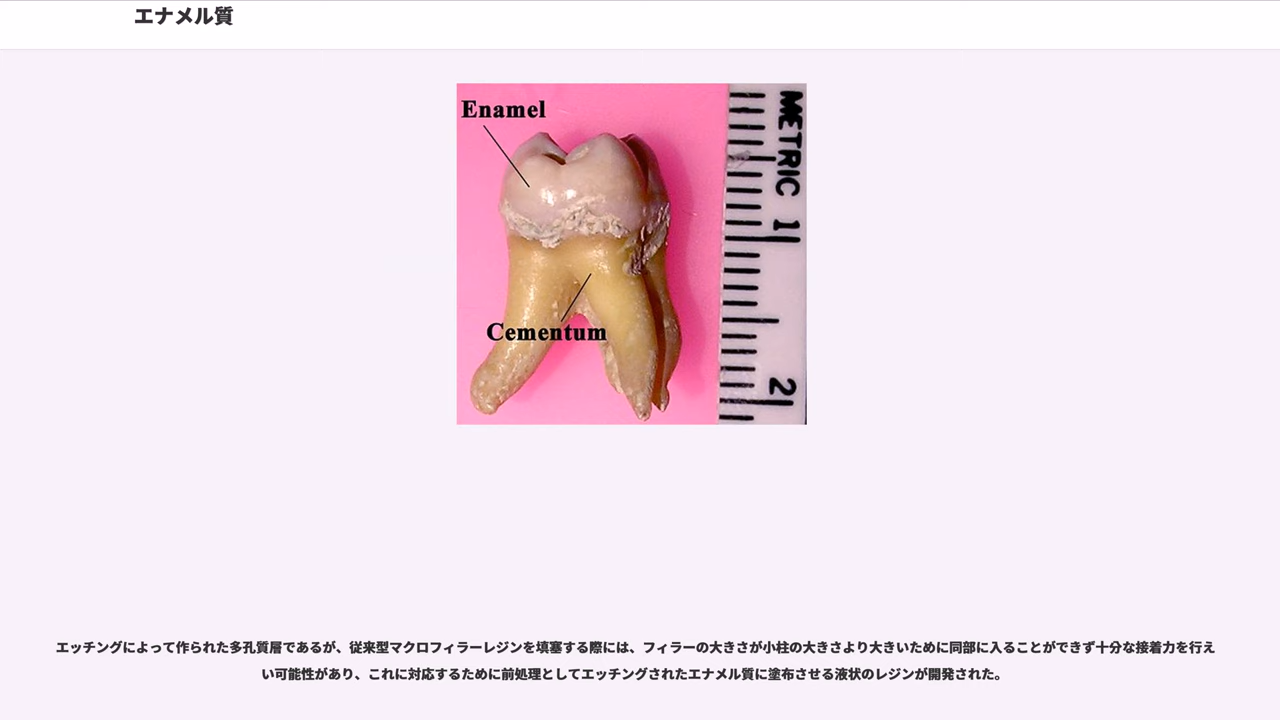 エナメル質
Enamel
Cementum
METRIC 1
2
エッチングによって作られた多孔質層であるが、従来型マクロフィラーレジンを填塞する際には、フィラーの大きさが小柱の大きさより大きいために同部に入ることができず十分な接着力を行え
い可能性があり、これに対応するために前処理としてエッチングされたエナメル質に塗布させる液状のレジンが開発された。